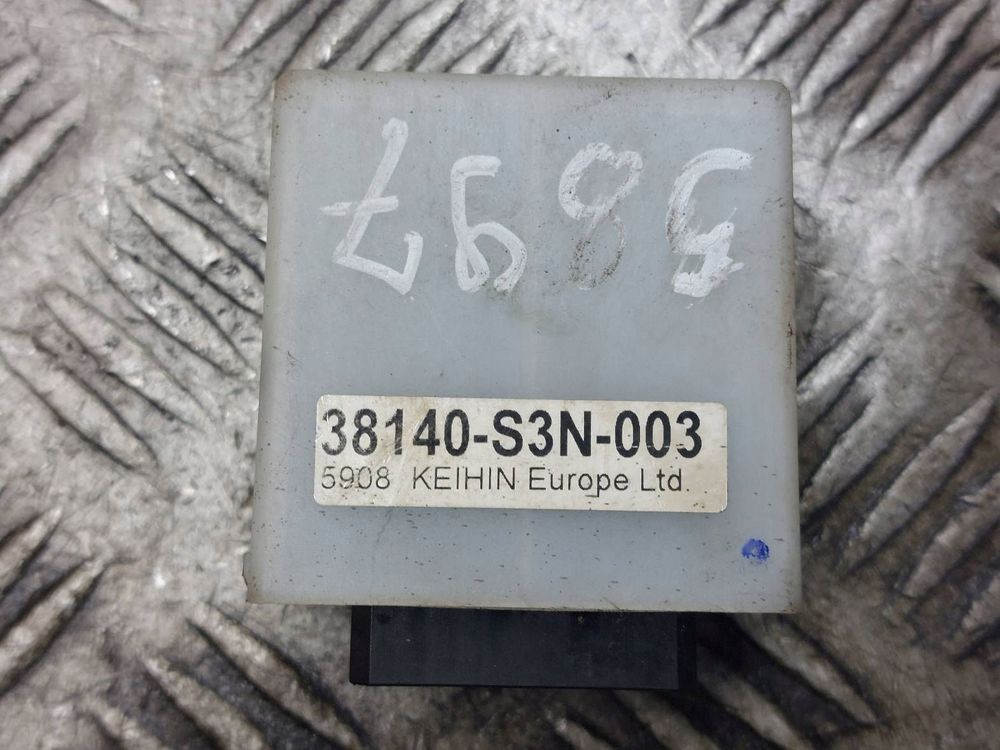 38140-S3N-003
5908 KEIHIN Europe Ltd.